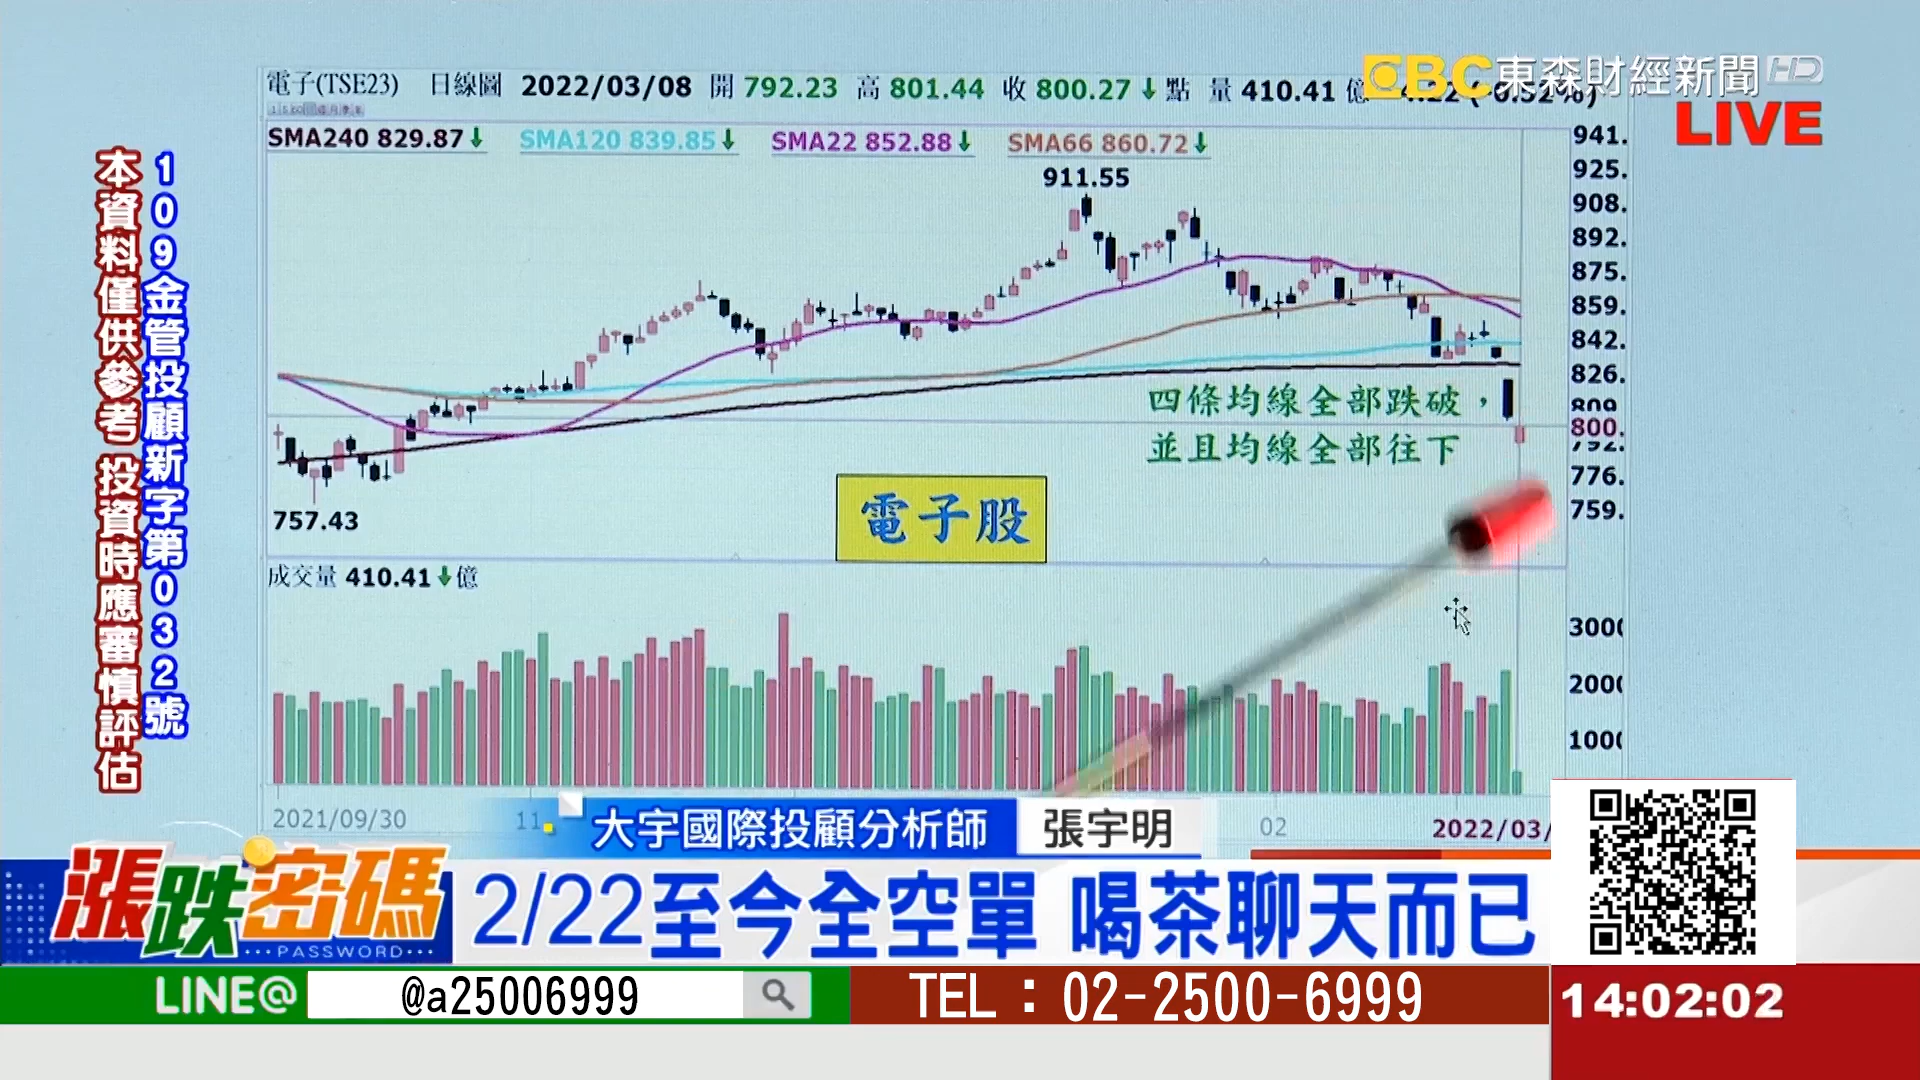 電子(TSE23) 日線圖 2022/03/08 開 792.23 高 801.44 收 800.27↓點 量 410.41 億
EBC東森財經新聞 HD
LIVE
SMA240 829.87↓ SMA120 839.85↓ SMA22 852.88↓ SMA66 860.72↓
本資料僅供參考 投資時應審慎評估
109金管投顧新字第032號
911.55
941.
925.
908.
892.
875.
859.
842.
826.
809
800.
792.
776.
759.
四條均線全部跌破，
並且均線全部往下
電子股
757.43
成交量 410.41↓億
3000
2000
1000
2021/09/30 11 02 2022/03/
大宇國際投顧分析師 張宇明
漲跌密碼
PASSWORD
2/22至今全空單 喝茶聊天而已
LINE@ @a25006999 TEL：02-2500-6999 14:02:02